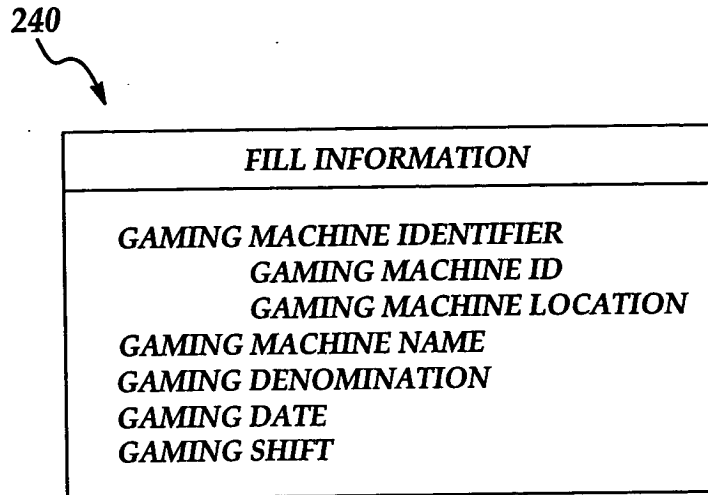 240
FILL INFORMATION
GAMING MACHINE IDENTIFIER
GAMING MACHINE ID
GAMING MACHINE LOCATION
GAMING MACHINE NAME
GAMING DENOMINATION
GAMING DATE
GAMING SHIFT